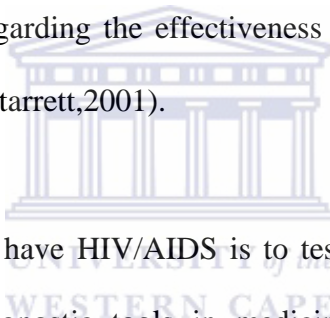 garding the effectiveness
tarrett,2001).
have HIV/AIDS is to tes
UNIVERSITY of the
WESTERN CAPE
nostic tools in medicin